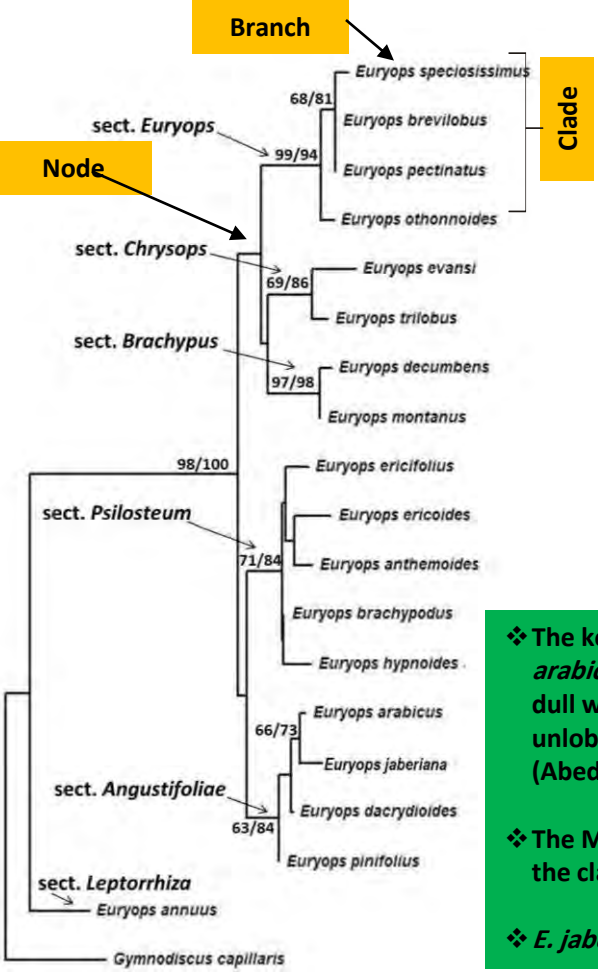 Branch
Euryops speciosissimus
68/81
Clade
sect. Euryops
Euryops brevilobus
99/94
Node
Euryops pectinatus
Euryops othonnoides
sect. Chrysops
Euryops evansi
69/86
Euryops trilobus
sect. Brachypus
Euryops decumbens
97/98
Euryops montanus
98/100
Euryops ericifolius
sect. Psilosteum
Euryops ericoides
71/84
Euryops anthemoides
Euryops brachypodus
Euryops hypnoides
Euryops arabicus
66/73
Euryops jaberiana
sect. Angustifoliae
Euryops dacrydioides
63/84
Euryops pinifolius
sect. Leptorrhiza
Euryops annuus
Gymnodiscus capillaris
❖ The
arabi
dull w
unlob
(Abed
❖ The M
the cl
❖ E. jab